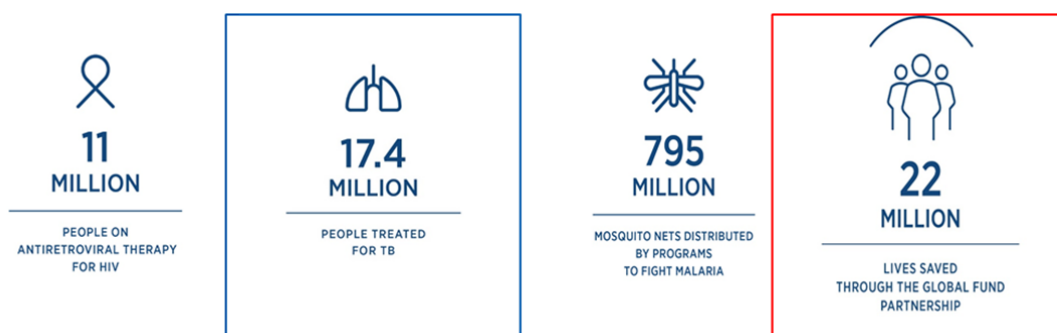 11
MILLION
PEOPLE ON
ANTIRETROVIRAL THERAPY
FOR HIV
17.4
MILLION
PEOPLE TREATED
FOR TB
795
MILLION
MOSQUITO NETS DISTRIBUTED
BY PROGRAMS
TO FIGHT MALARIA
22
MILLION
LIVES SAVED
THROUGH THE GLOBAL FUND
PARTNERSHIP